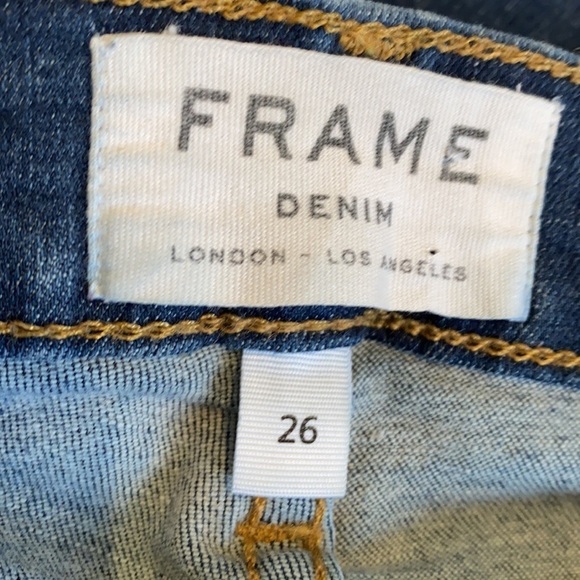 FRAME
DENIM
LONDON - LOS ANGELES
26